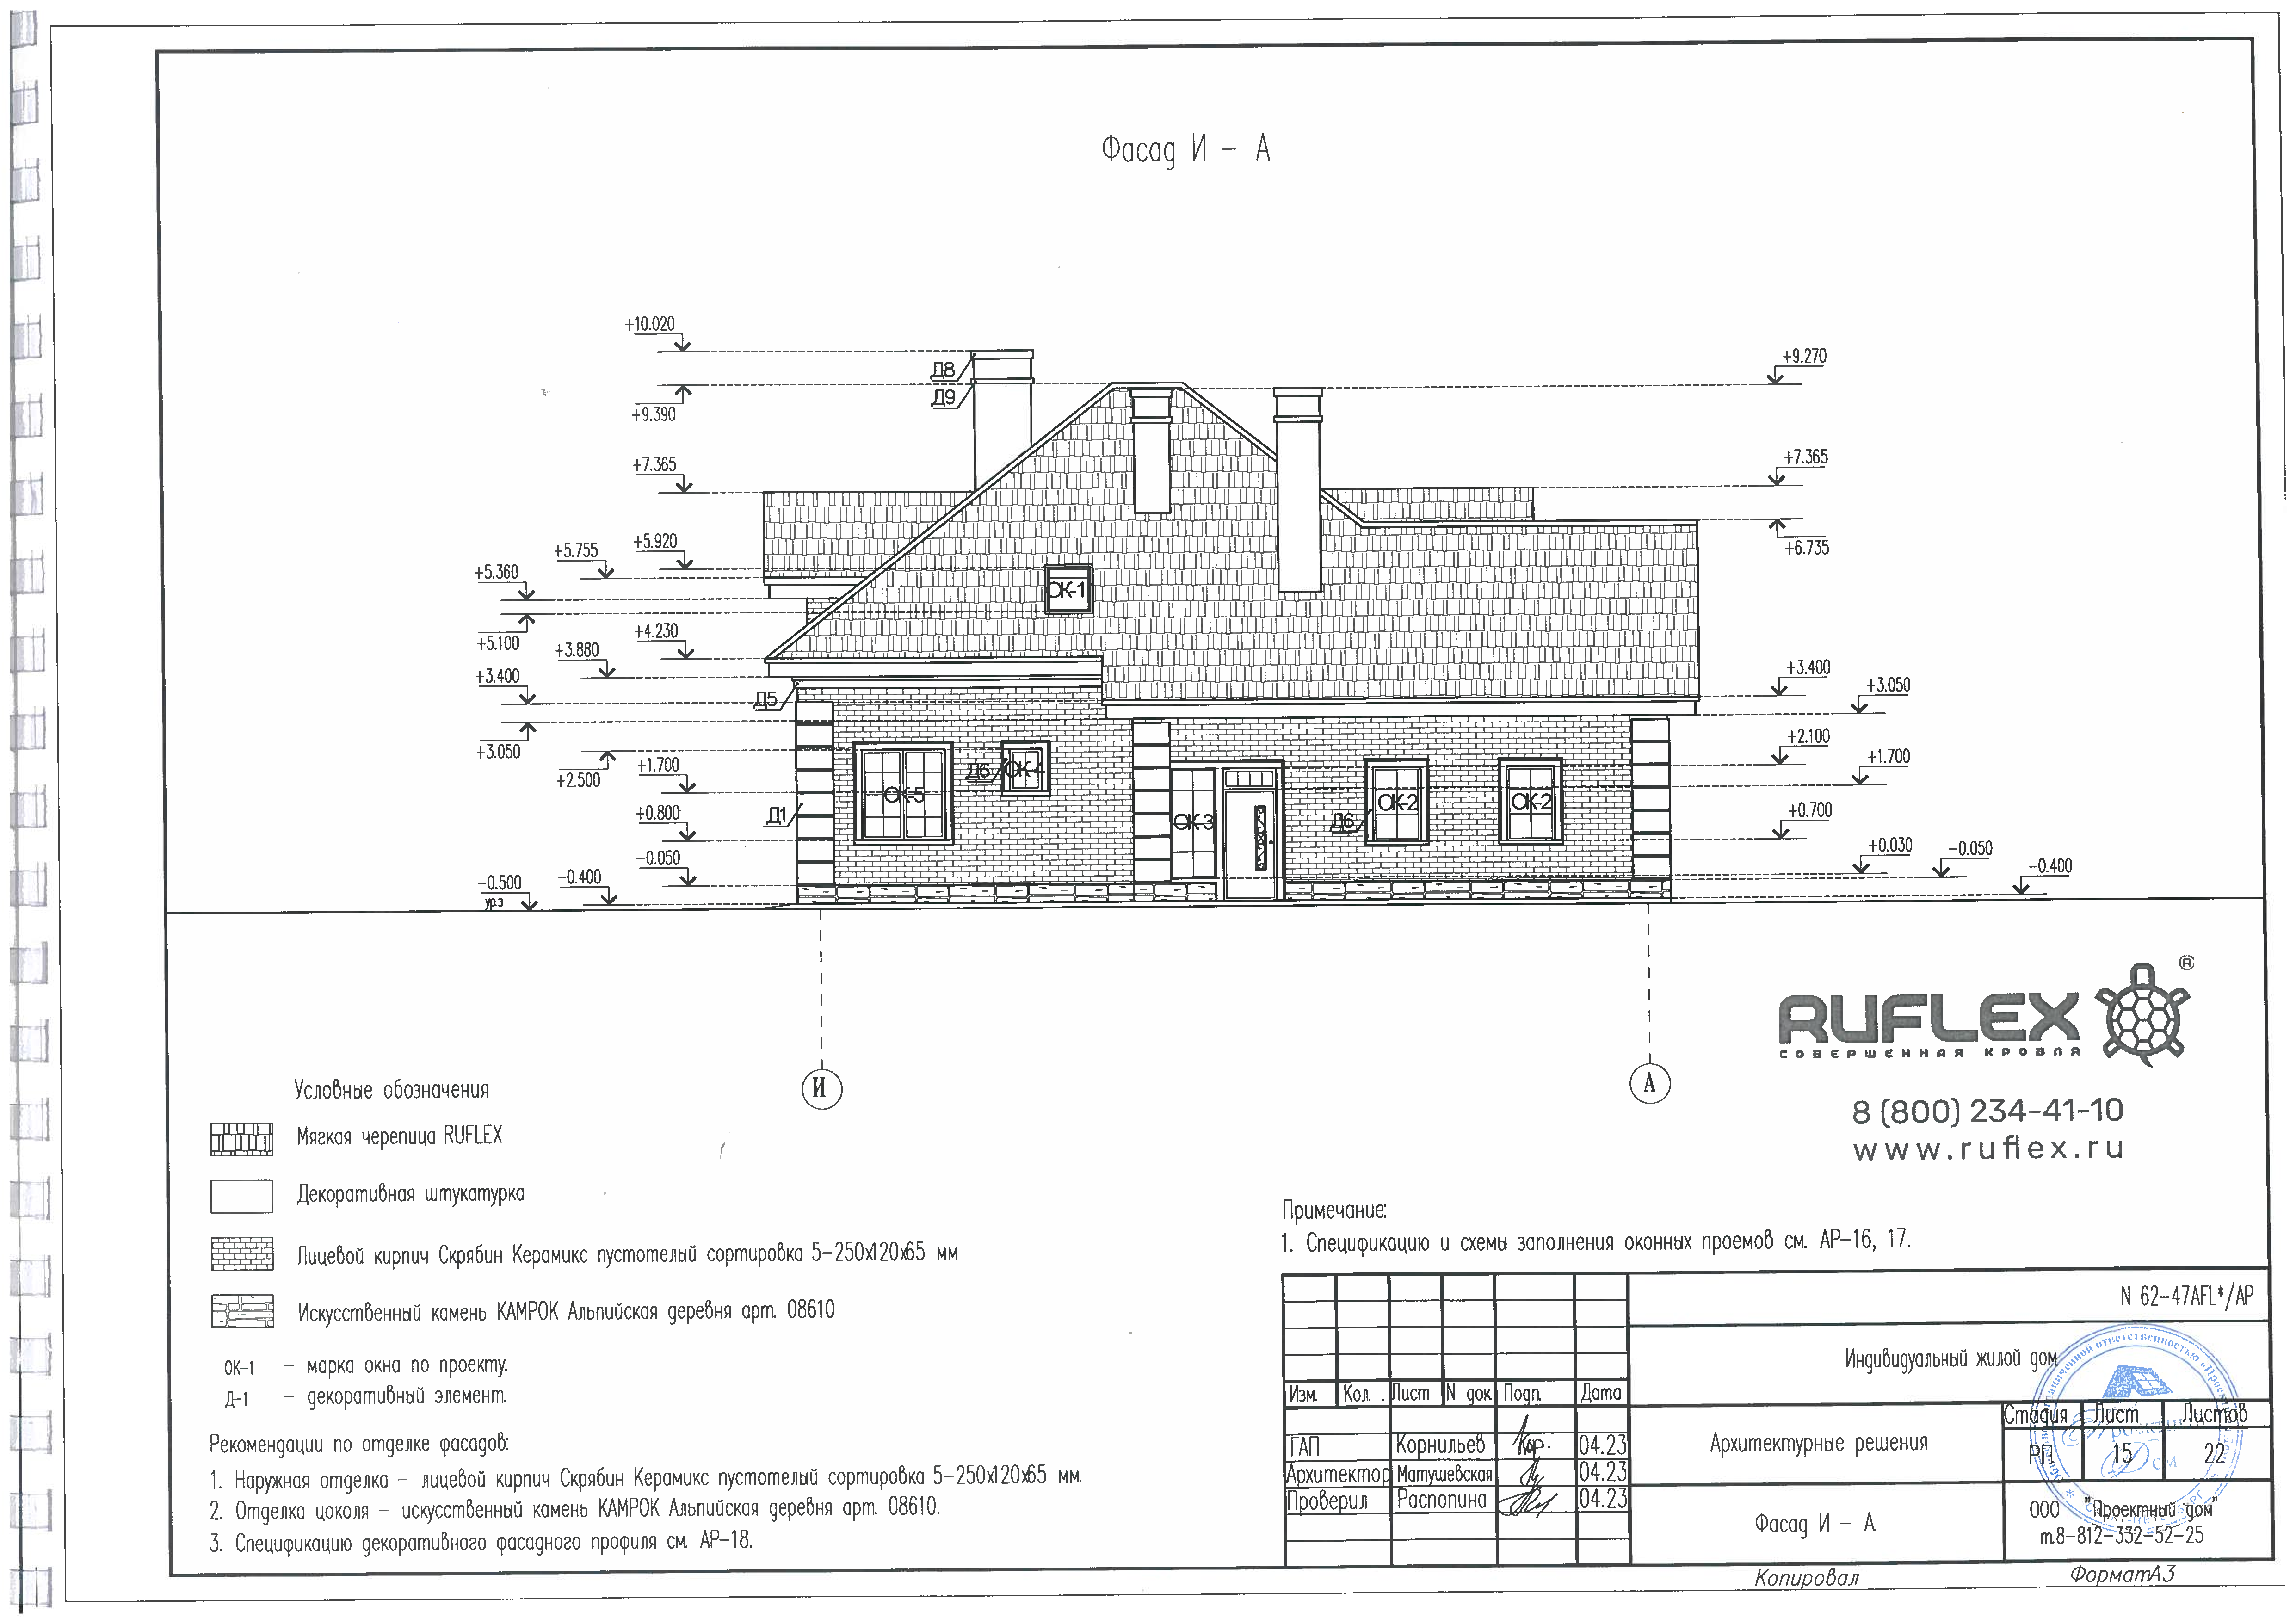 Фасад И – А
+10.020
Д8
+9.270
Д9
+9.390
+7.365
+7.365
+6.735
+5.920
+5.755
+5.360
ОК-1
+5.100
+4.230
+3.880
+3.400
+3.400
+3.050
Д5
+3.050
+2.500
+2.100
+1.700
+1.700
Д6
ОК-4
ОК-5
ОК-2
ОК-2
+0.800
Д1
ОК-3
Д6
+0.700
+0.030
-0.050
-0.050
-0.400
-0.400
-0.500
ур.з
И
А
RUFLEX ®
СОВЕРШЕННАЯ КРОВЛЯ
8 (800) 234-41-10
www.ruflex.ru
Условные обозначения
Мягкая черепица RUFLEX
Декоративная штукатурка
Лицевой кирпич Скрябин Керамикс пустотелый сортировка 5-250х120х65 мм
Искусственный камень КАМРОК Альпийская деревня арт. 08610
ОК-1 – марка окна по проекту.
Д-1 – декоративный элемент.
Рекомендации по отделке фасадов:
1. Наружная отделка – лицевой кирпич Скрябин Керамикс пустотелый сортировка 5-250х120х65 мм.
2. Отделка цоколя – искусственный камень КАМРОК Альпийская деревня арт. 08610.
3. Спецификацию декоративного фасадного профиля см. АР-18.
Примечание:
1. Спецификацию и схемы заполнения оконных проемов см. АР-16, 17.
N 62-47AFL*/АР
Индивидуальный жилой дом
Изм. Кол. . Лист N док. Подп. Дата
Архитектурные решения
Стадия Лист Листов
РП 15 22
ГАП Корнильев 04.23
Архитектор Матушевская 04.23
Проверил Распопина 04.23
Фасад И – А
ООО "Проектный дом"
т.8-812-332-52-25
Копировал
ФорматА3